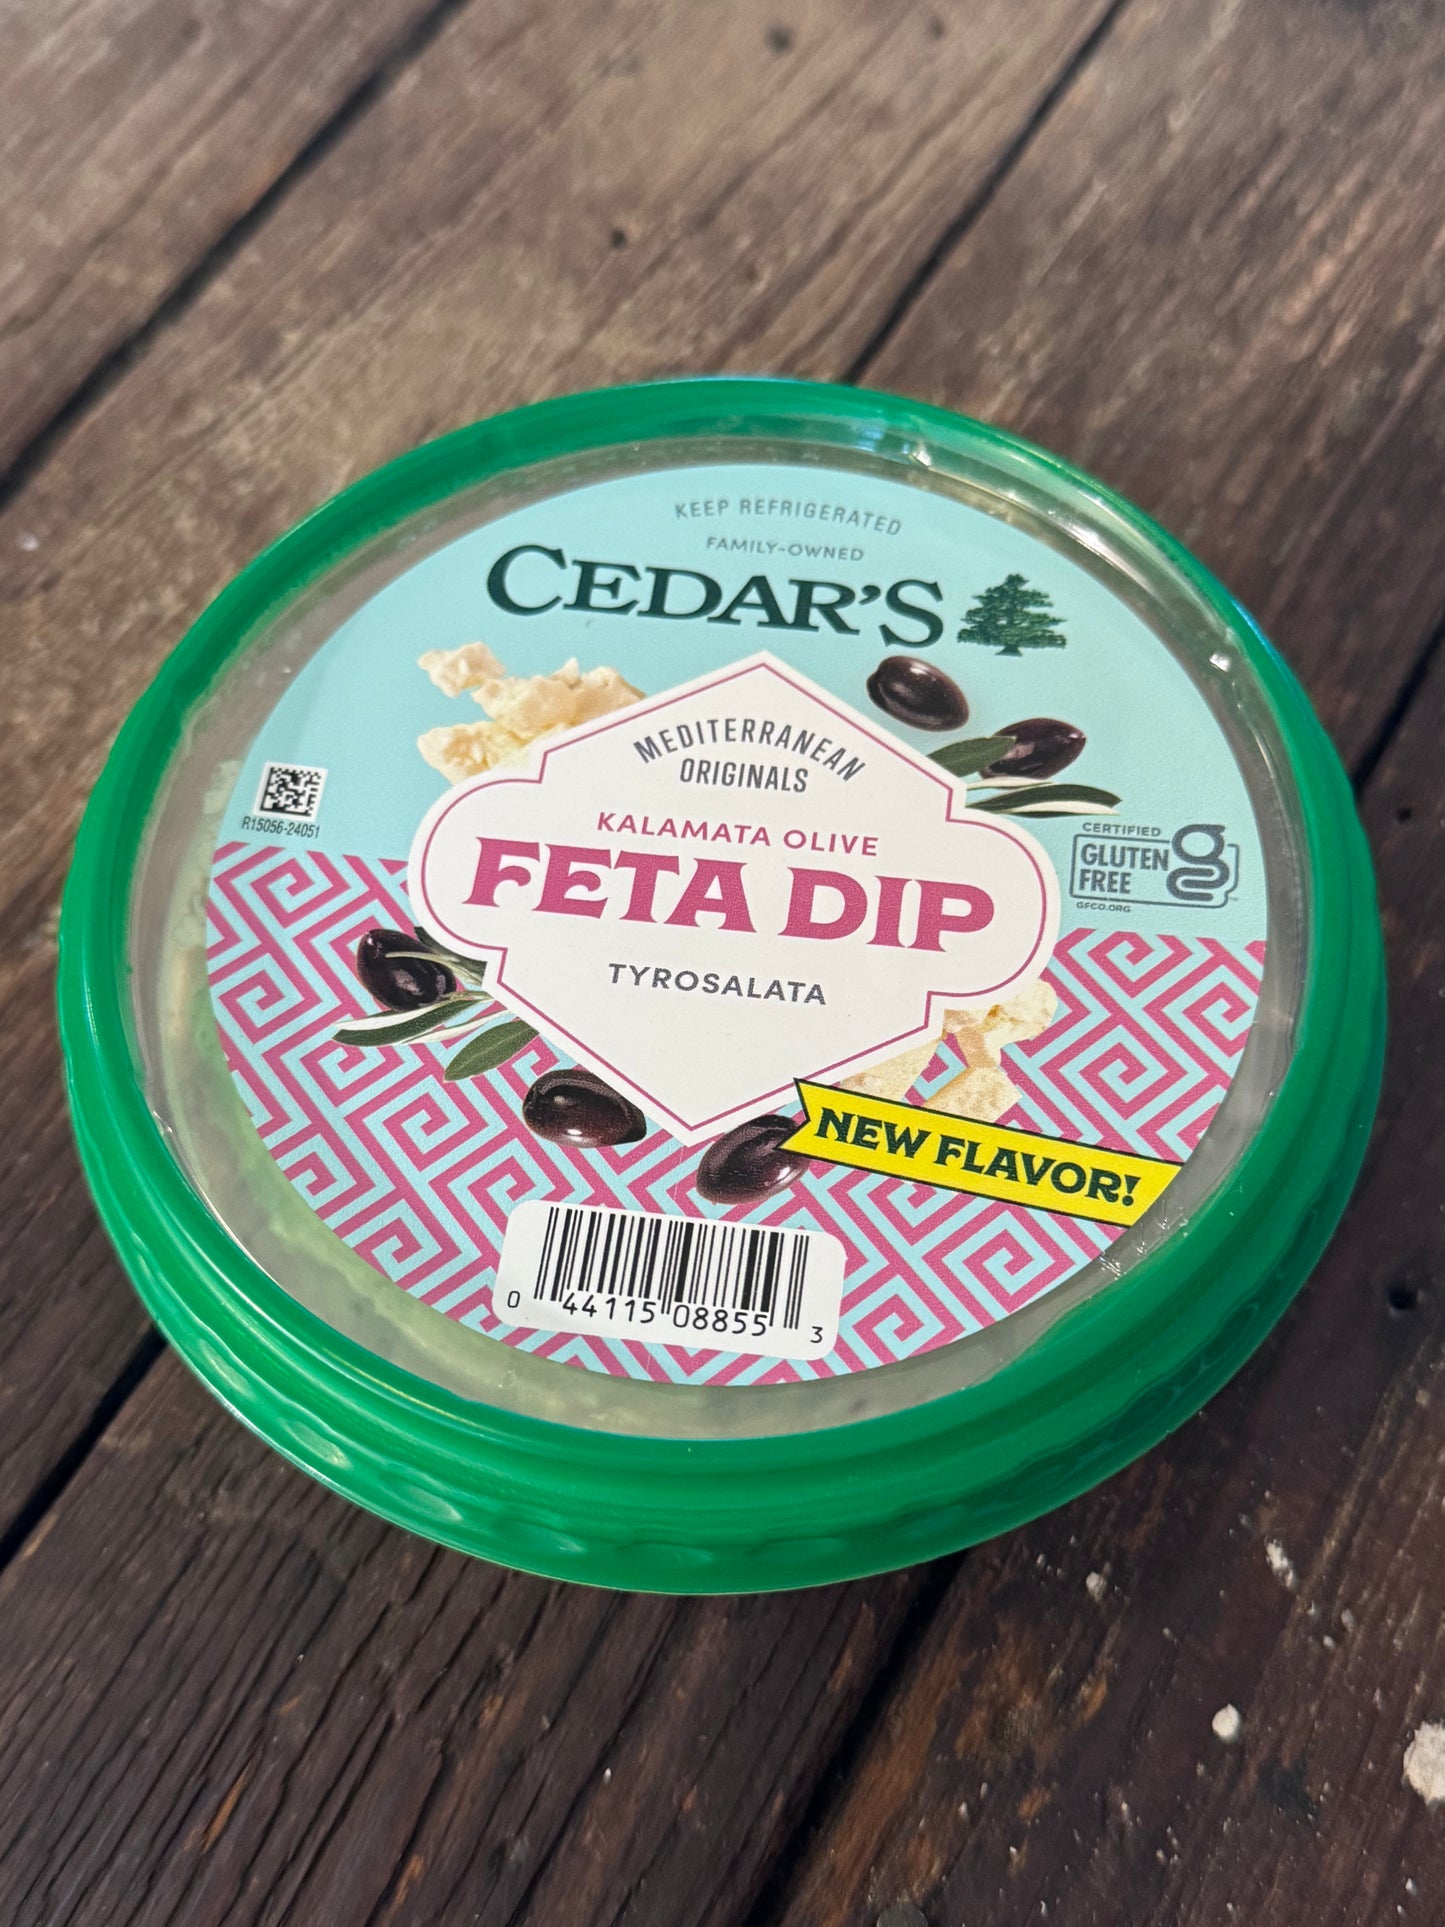 KEEP REFRIGERATED
FAMILY-OWNED
CEDAR'S
MEDITERRANEAN
ORIGINALS
R15056-24051
KALAMATA OLIVE
FETA DIP
TYROSALATA
CERTIFIED
GLUTEN
FREE
GFCO.ORG
NEW FLAVOR!
0 44115 08855 3